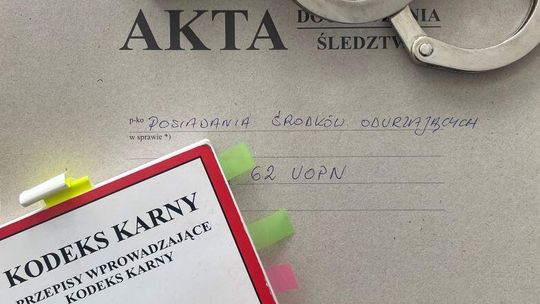 AKTA
ŚLEDZTW
p-ko
w sprawie *)
POSIADANIA ŚRODKÓW ODURZAJĄCYCH
62 UOPN
KODEKS KARNY
PRZEPISY WPROWADZAJĄCE
KODEKS KARNY